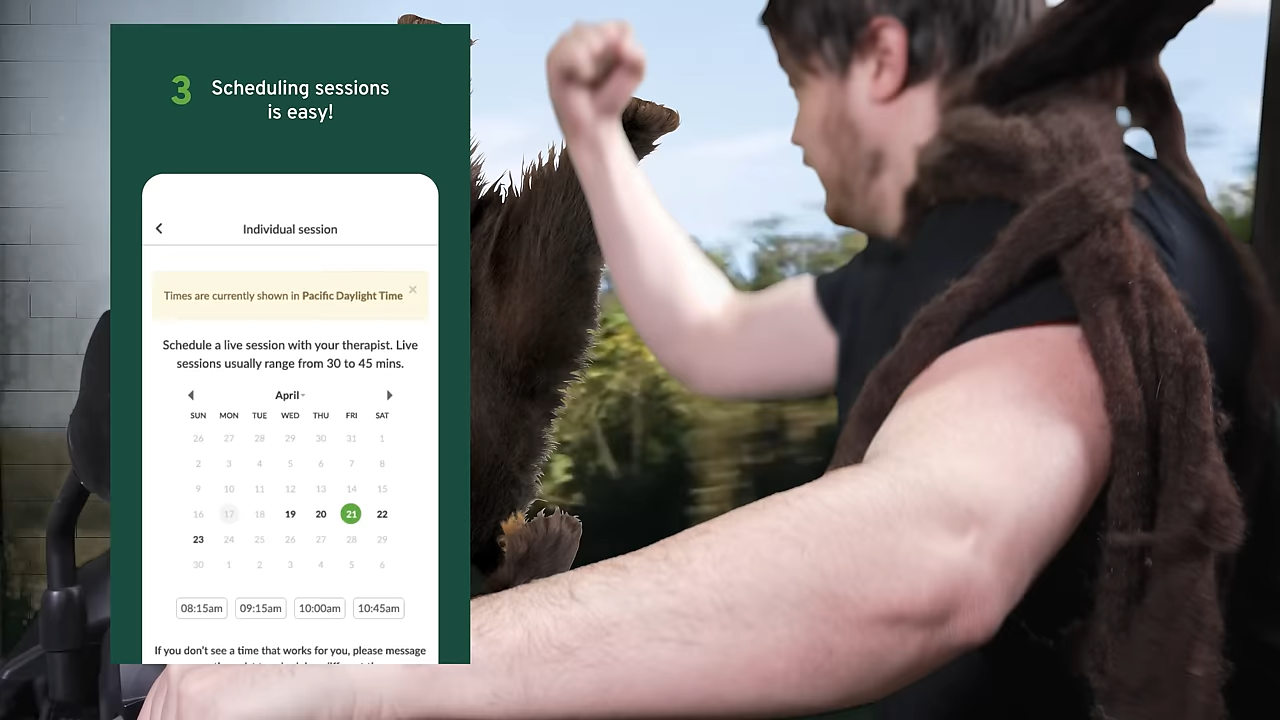 3 Scheduling sessions
is easy!
Individual session
Times are currently shown in Pacific Daylight Time ×
Schedule a live session with your therapist. Live
sessions usually range from 30 to 45 mins.
April
SUN MON TUE WED THU FRI SAT
26 27 28 29 30 31 1
2 3 4 5 6 7 8
9 10 11 12 13 14 15
16 17 18 19 20 21 22
23 24 25 26 27 28 29
30 1 2 3 4 5 6
08:15am 09:15am 10:00am 10:45am
If you don't see a time that works for you, please message